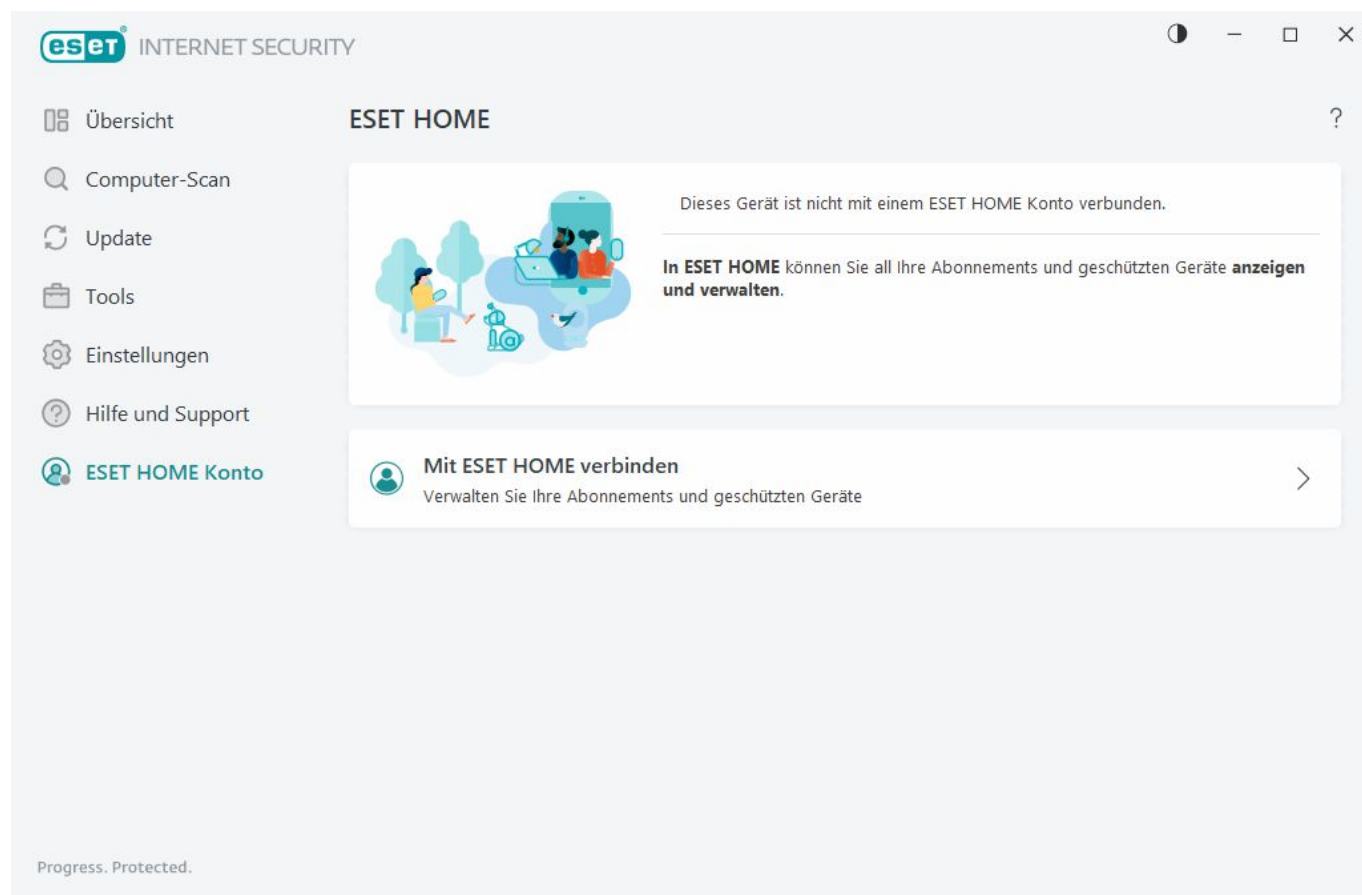 eset® INTERNET SECURITY
Übersicht
Computer-Scan
Update
Tools
Einstellungen
Hilfe und Support
ESET HOME Konto
ESET HOME
?
Dieses Gerät ist nicht mit einem ESET HOME Konto verbunden.
In ESET HOME können Sie all Ihre Abonnements und geschützten Geräte anzeigen
und verwalten.
Mit ESET HOME verbinden
Verwalten Sie Ihre Abonnements und geschützten Geräte
Progress. Protected.